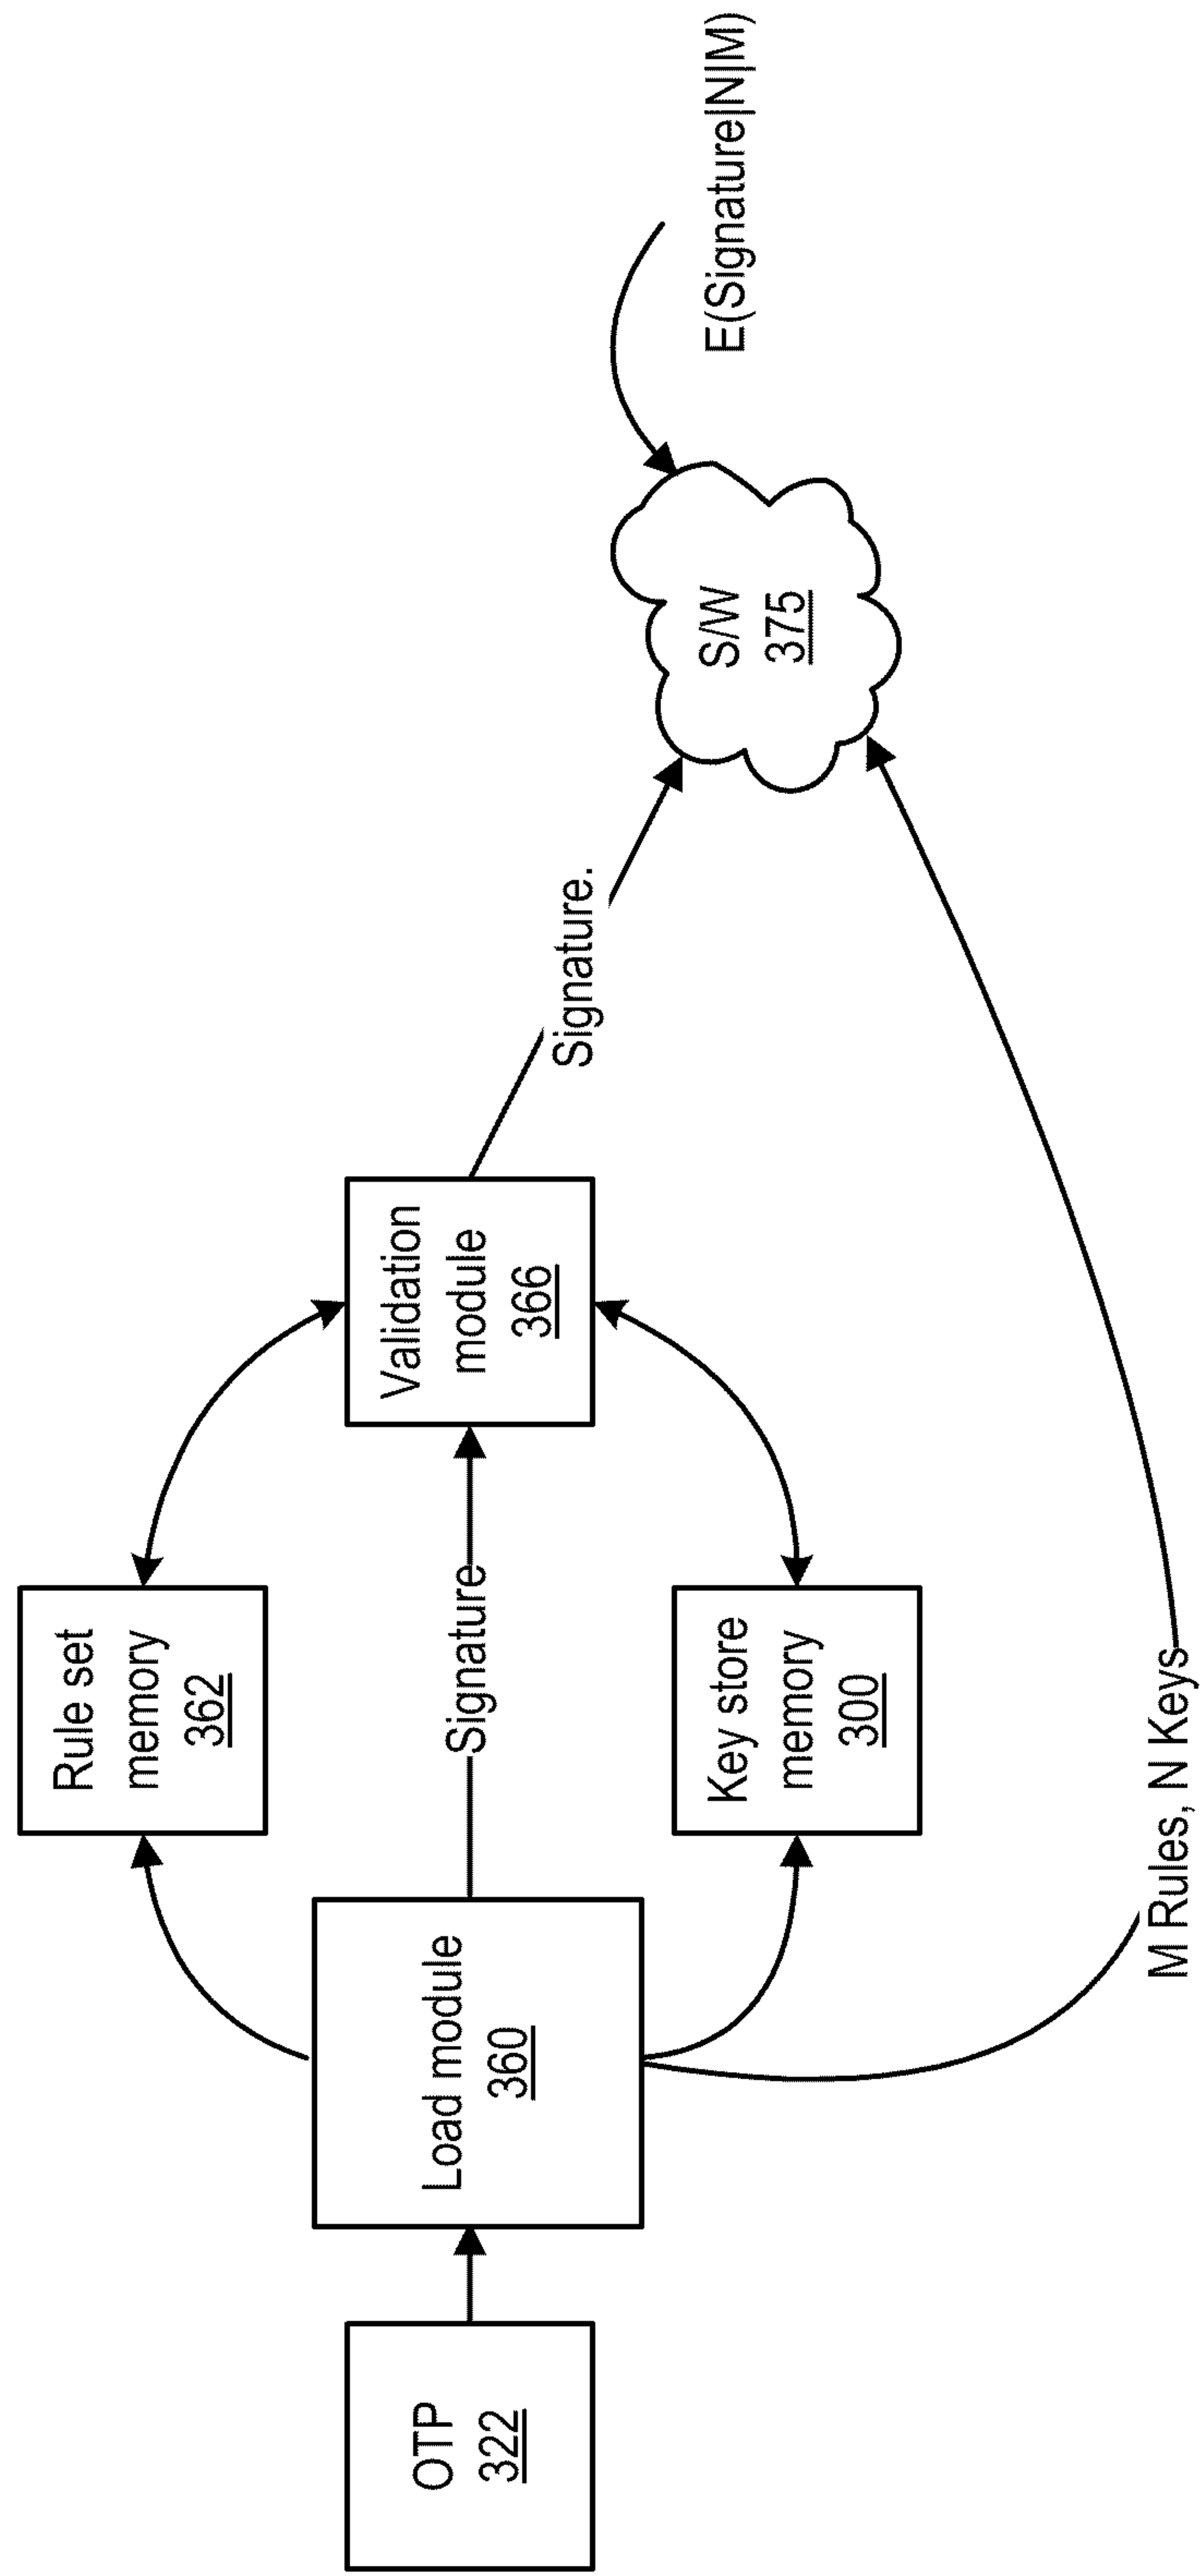 OTP
322
Load module
360
Rule set
memory
362
Signature
Key store
memory
300
M Rules, N Keys
Validation
module
366
Signature.
S/W
375
E(Signature|N|M)